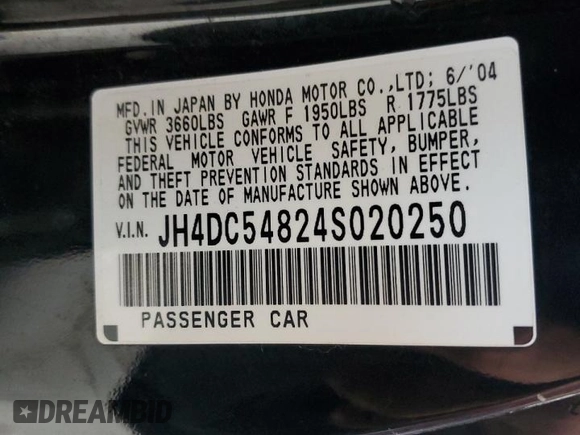 MFD. IN JAPAN BY HONDA MOTOR CO.,LTD; 6/'04
GVWR 3660LBS GAWR F 1950LBS R 1775LBS
THIS VEHICLE CONFORMS TO ALL APPLICABLE
FEDERAL MOTOR VEHICLE SAFETY, BUMPER,
AND THEFT PREVENTION STANDARDS IN EFFECT
ON THE DATE OF MANUFACTURE SHOWN ABOVE.
V.I.N. JH4DC54824S020250
PASSENGER CAR
DREAMBID